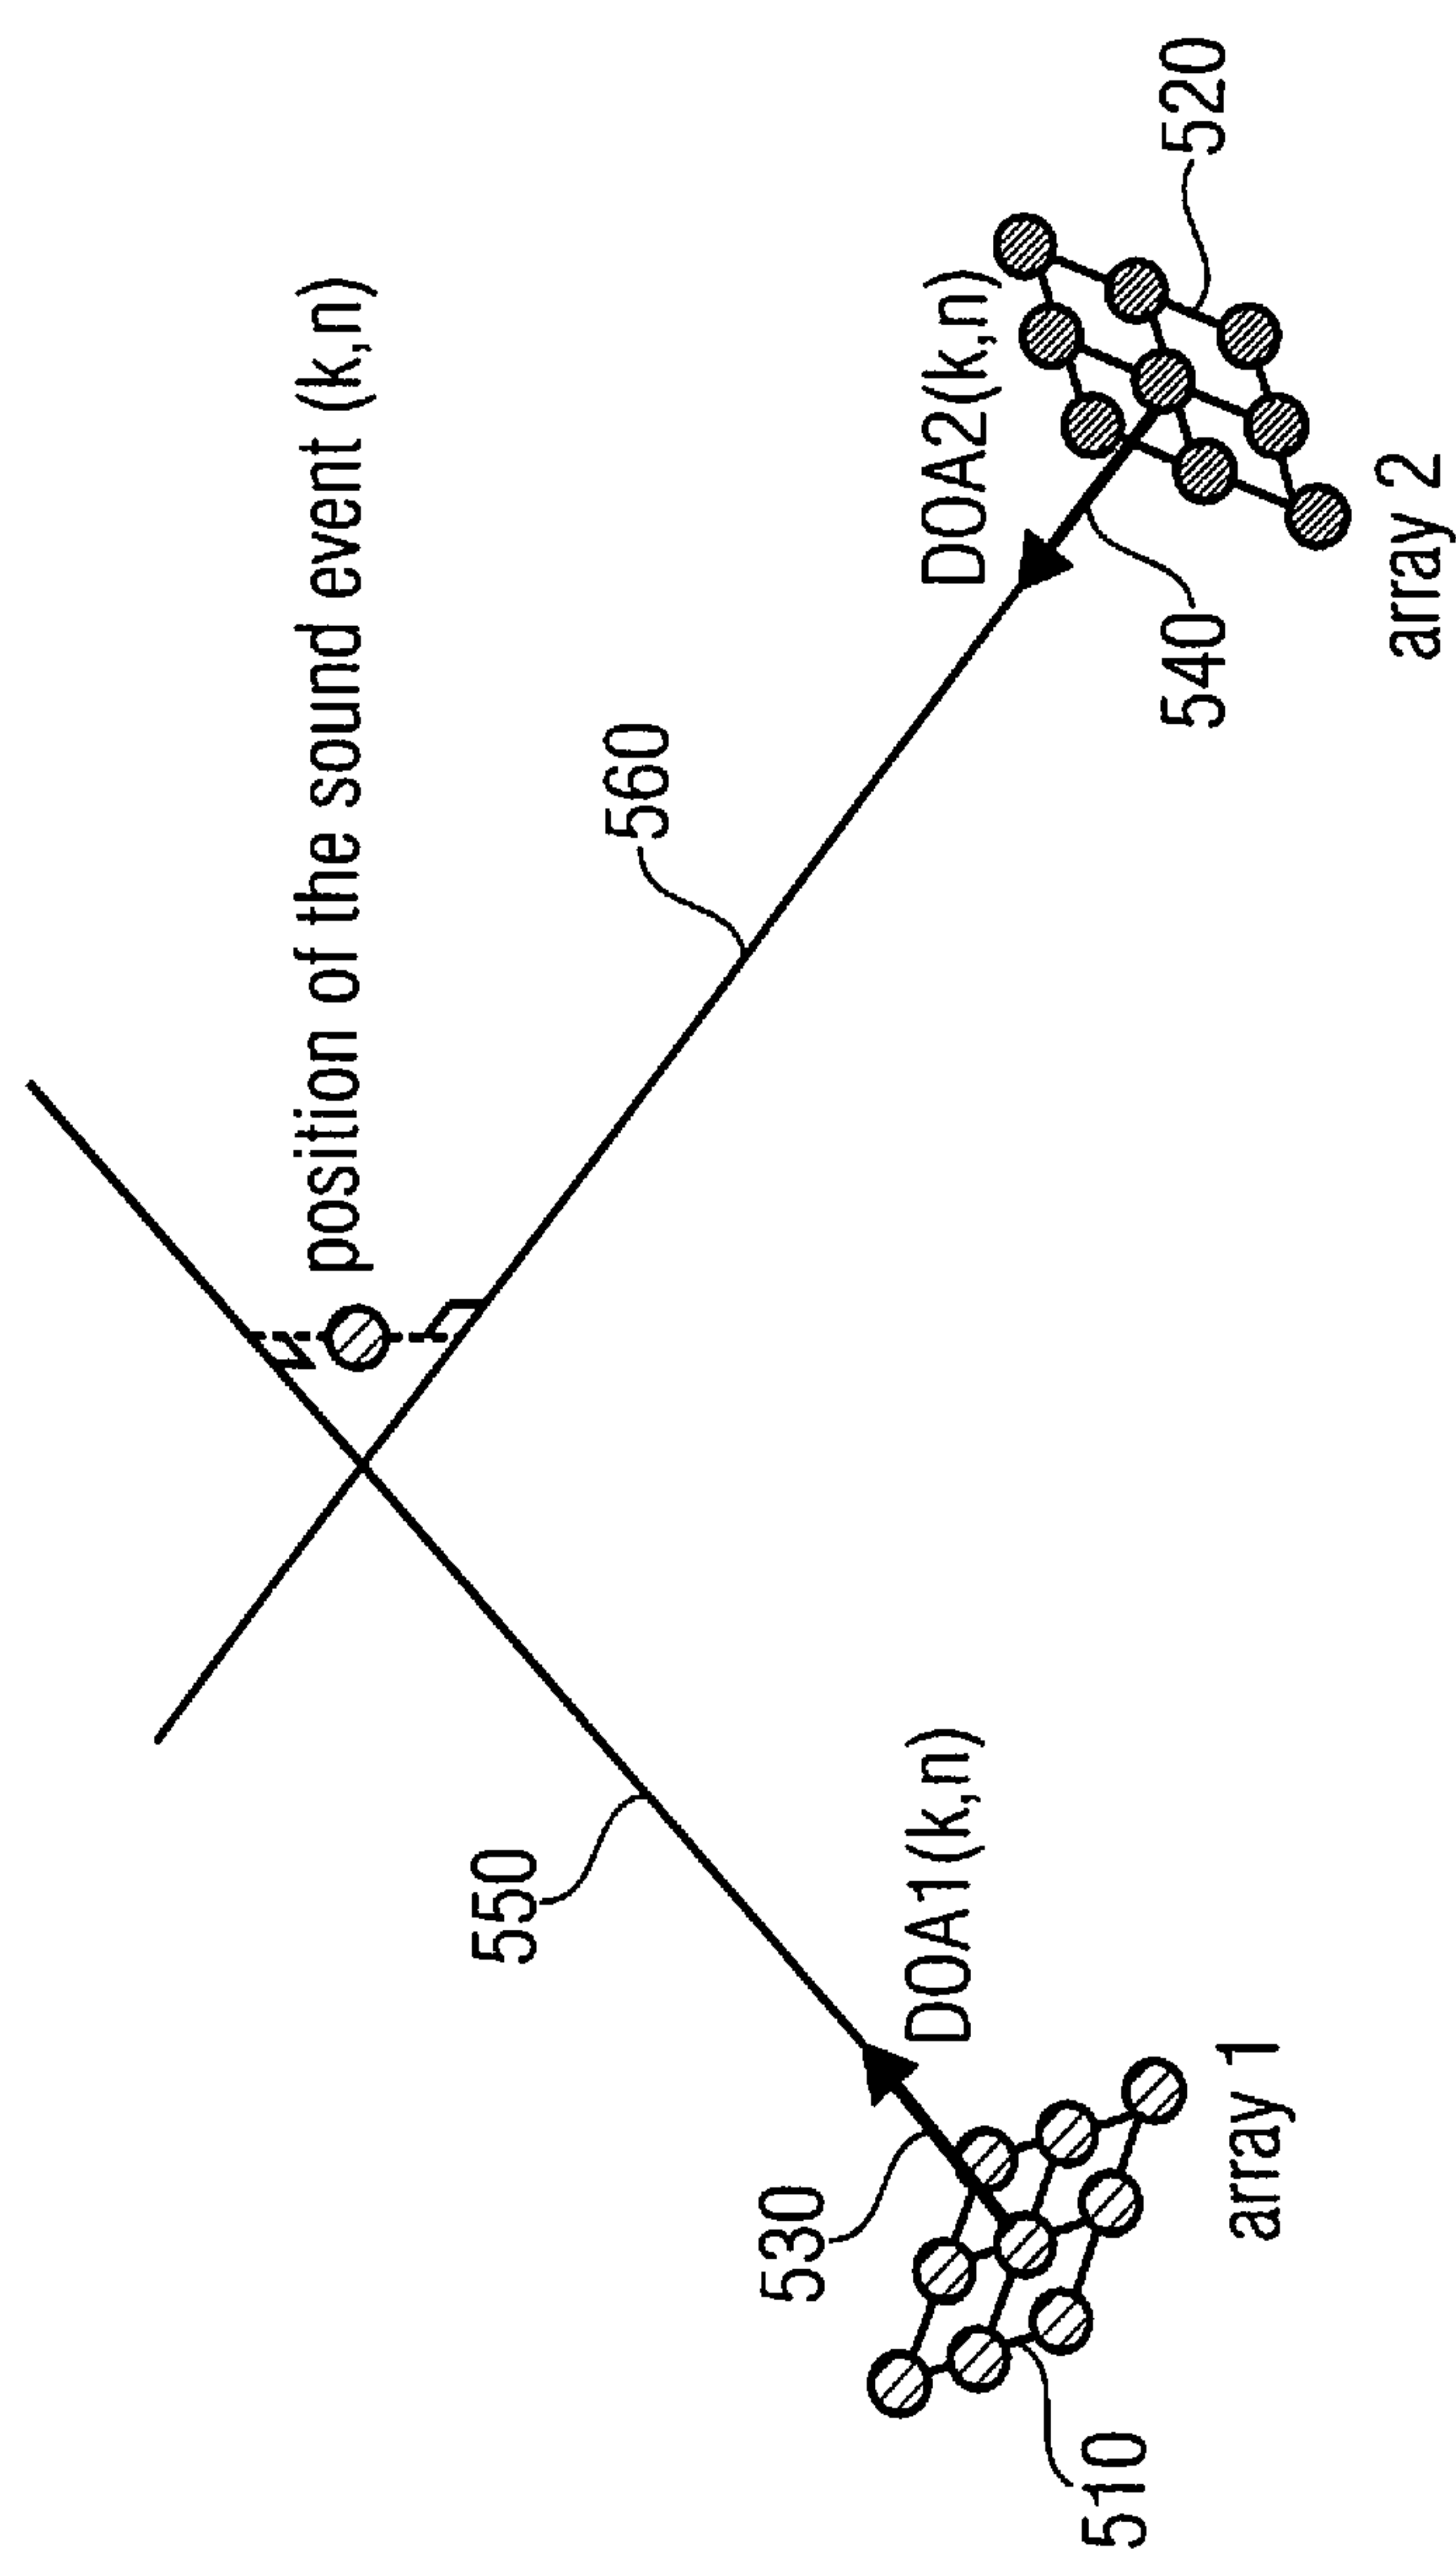 position of the sound event (k,n)
550
560
530
DOA1(k,n)
DOA2(k,n)
510
array 1
540
520
array 2